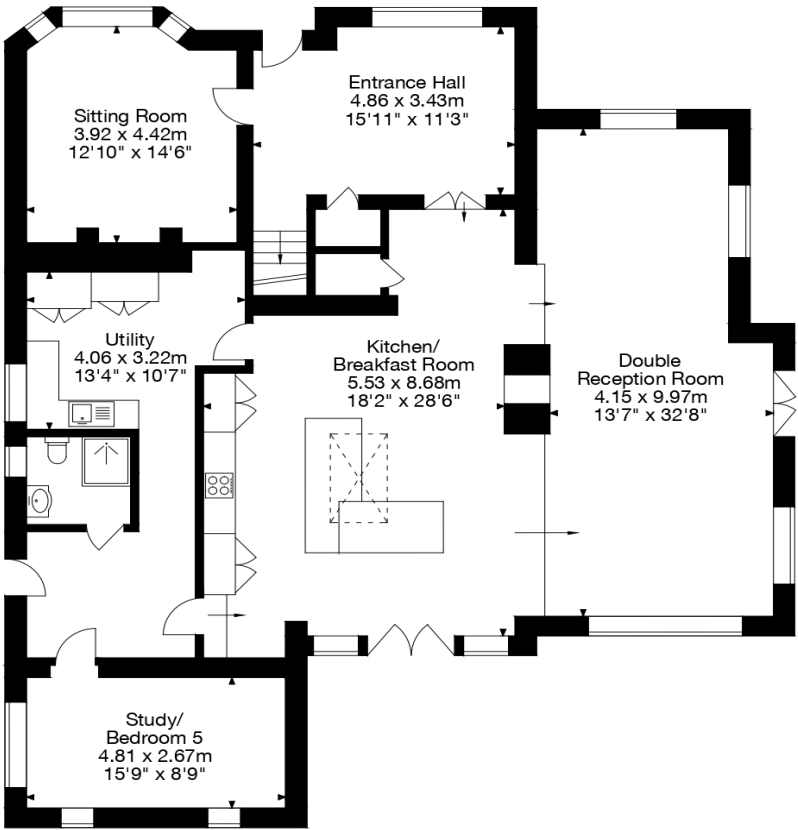 Entrance Hall
4.86 x 3.43m
15'11" x 11'3"
Sitting Room
3.92 x 4.42m
12'10" x 14'6"
Utility
4.06 x 3.22m
13'4" x 10'7"
Kitchen/
Breakfast Room
5.53 x 8.68m
18'2" x 28'6"
Double
Reception Room
4.15 x 9.97m
13'7" x 32'8"
Study/
Bedroom 5
4.81 x 2.67m
15'9" x 8'9"